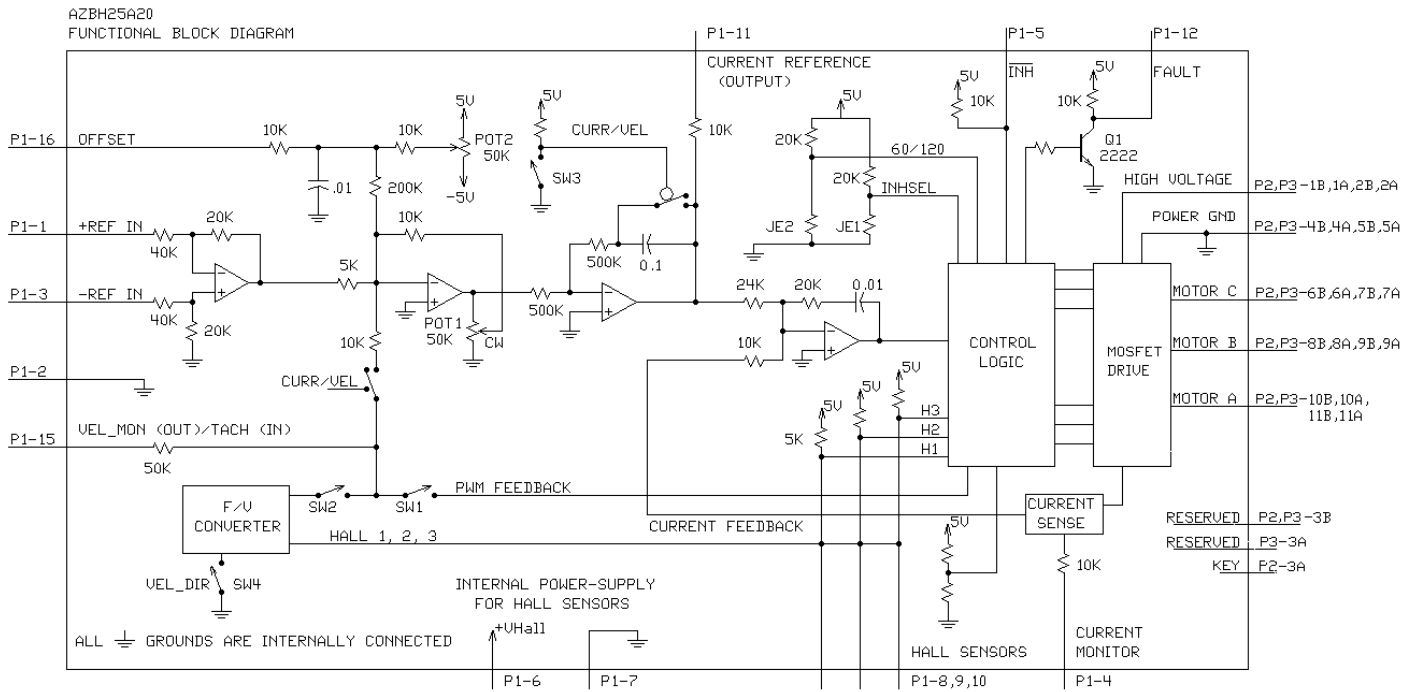 AZBH25A20
FUNCTIONAL BLOCK DIAGRAM
P1-11
P1-5
P1-12
CURRENT REFERENCE
(OUTPUT)
INH
FAULT
5V
10K
5V
10K
Q1
2222
P1-16
OFFSET
10K
10K
5V
POT2
50K
-5V
.01
200K
5V
SW3
CURR/VEL
10K
5V
20K
20K
60/120
INHSEL
JE2
JE1
HIGH VOLTAGE
P2,P3-1B,1A,2B,2A
POWER GND
P2,P3-4B,4A,5B,5A
P1-1
+REF IN
40K
20K
P1-3
-REF IN
40K
20K
5K
10K
POT1
50K
CW
500K
500K
0.1
24K
20K
0.01
10K
CONTROL
LOGIC
MOSFET
DRIVE
MOTOR C
P2,P3-6B,6A,7B,7A
MOTOR B
P2,P3-8B,8A,9B,9A
MOTOR A
P2,P3-10B,10A,
11B,11A
P1-2
10K
CURR/VEL
P1-15
VEL_MON (OUT)/TACH (IN)
50K
5V
5V
5V
5K
H3
H2
H1
F/V
CONVERTER
SW2
SW1
PWM FEEDBACK
CURRENT FEEDBACK
HALL 1, 2, 3
CURRENT
SENSE
5V
10K
RESERVED
P2,P3-3B
RESERVED
P3-3A
KEY
P2-3A
VEL_DIR
SW4
INTERNAL POWER-SUPPLY
FOR HALL SENSORS
+VHall
ALL GROUNDS ARE INTERNALLY CONNECTED
HALL SENSORS
CURRENT
MONITOR
P1-6
P1-7
P1-8,9,10
P1-4